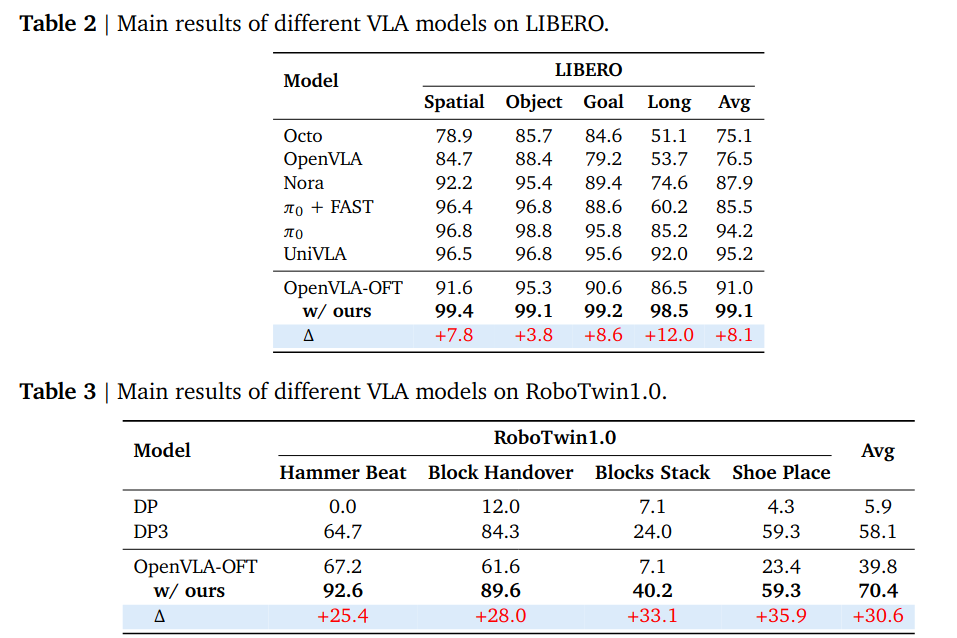 Table 2 | Main results of different VLA models on LIBERO.
Model LIBERO
Spatial Object Goal Long Avg
Octo 78.9 85.7 84.6 51.1 75.1
OpenVLA 84.7 88.4 79.2 53.7 76.5
Nora 92.2 95.4 89.4 74.6 87.9
π0 + FAST 96.4 96.8 88.6 60.2 85.5
π0 96.8 98.8 95.8 85.2 94.2
UniVLA 96.5 96.8 95.6 92.0 95.2
OpenVLA-OFT 91.6 95.3 90.6 86.5 91.0
w/ ours 99.4 99.1 99.2 98.5 99.1
Δ +7.8 +3.8 +8.6 +12.0 +8.1
Table 3 | Main results of different VLA models on RoboTwin1.0.
Model RoboTwin1.0 Avg
Hammer Beat Block Handover Blocks Stack Shoe Place
DP 0.0 12.0 7.1 4.3 5.9
DP3 64.7 84.3 24.0 59.3 58.1
OpenVLA-OFT 67.2 61.6 7.1 23.4 39.8
w/ ours 92.6 89.6 40.2 59.3 70.4
Δ +25.4 +28.0 +33.1 +35.9 +30.6